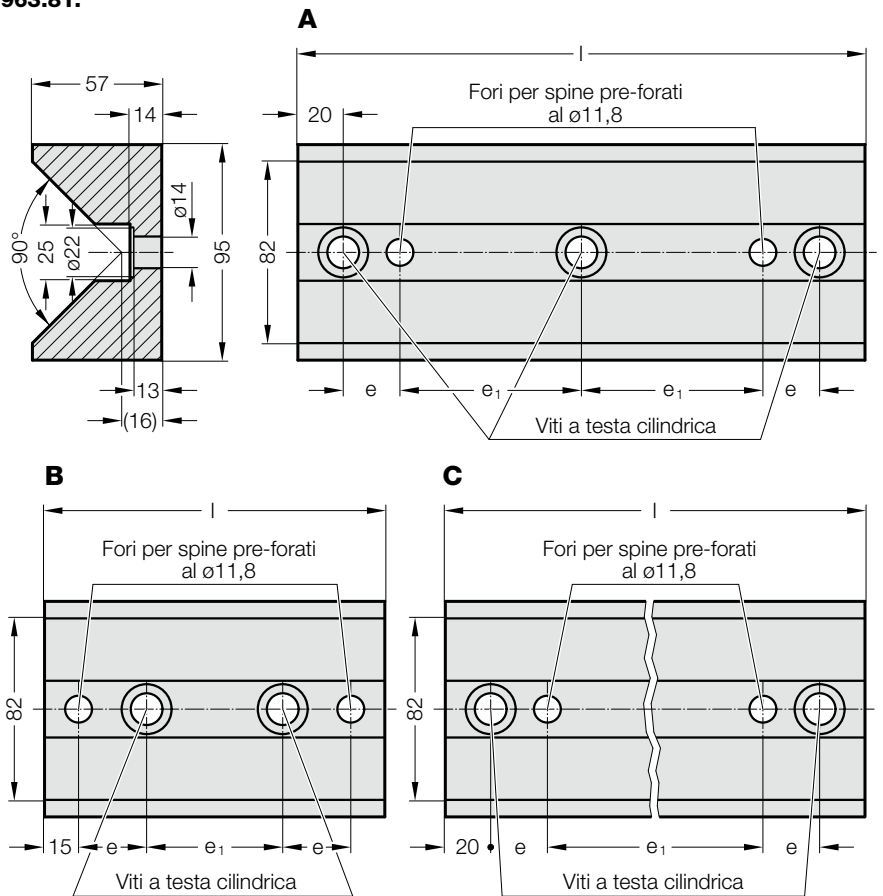 963.81.
A
l
57
14
20
Fori per spine pre-forati
al ø11,8
90°
25
ø22
ø14
95
82
13
(16)
e
e₁
e₁
e
Viti a testa cilindrica
B
l
Fori per spine pre-forati
al ø11,8
82
15
e
e₁
e
Viti a testa cilindrica
C
l
Fori per spine pre-forati
al ø11,8
82
20
e
e₁
e
Viti a testa cilindrica